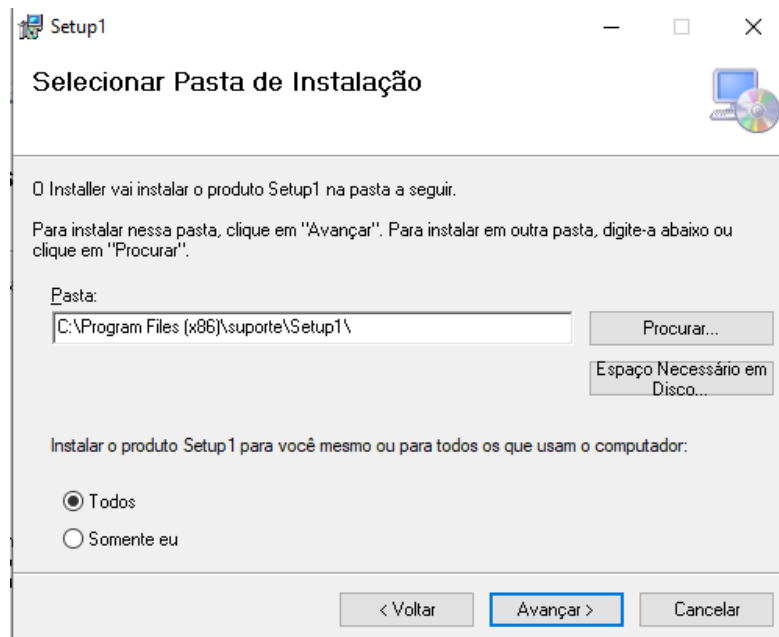 Setup1
Selecionar Pasta de Instalação
O Installer vai instalar o produto Setup1 na pasta a seguir.
Para instalar nessa pasta, clique em "Avançar". Para instalar em outra pasta, digite-a abaixo ou
clique em "Procurar".
Pasta:
C:\Program Files (x86)\suporte\Setup1\
Procurar...
Espaço Necessário em
Disco...
Instalar o produto Setup1 para você mesmo ou para todos os que usam o computador:
Todos
Somente eu
< Voltar
Avançar >
Cancelar